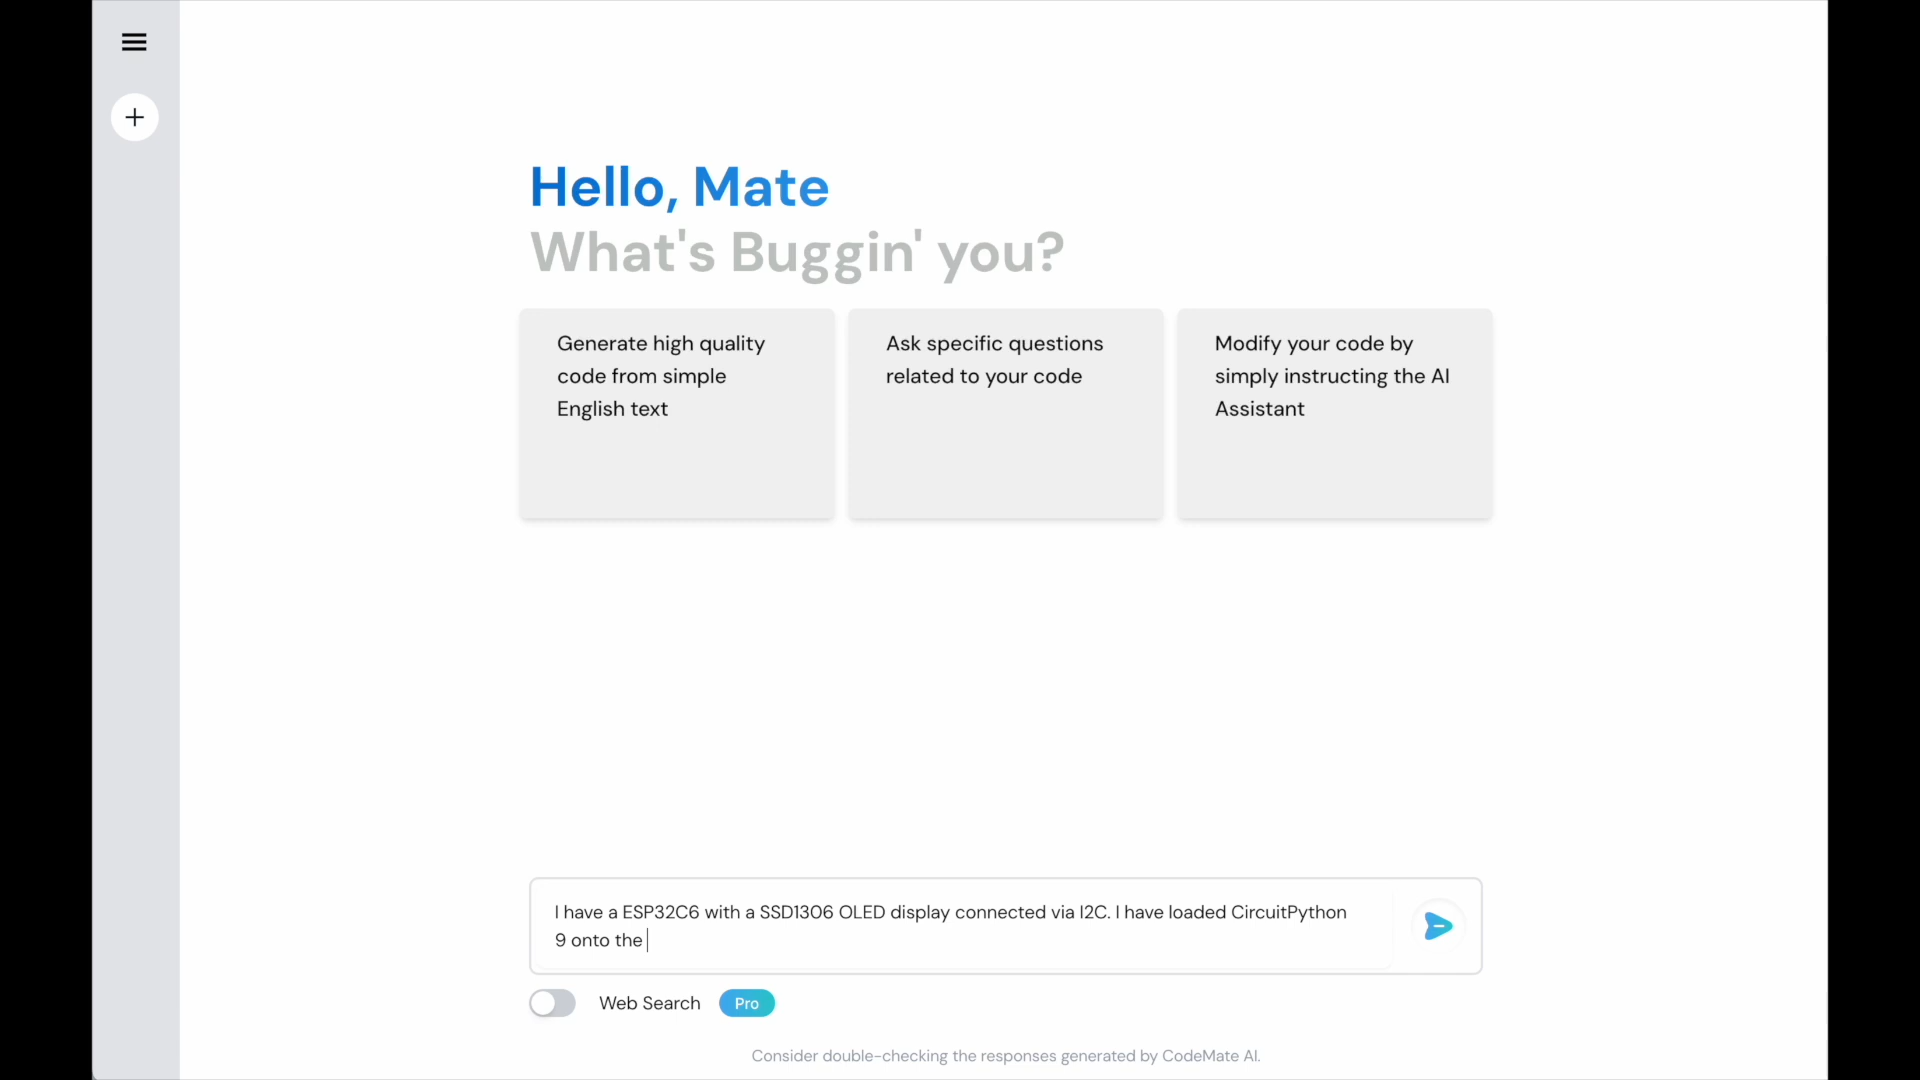 Hello, Mate
What's Buggin' you?
Generate high quality
code from simple
English text
Ask specific questions
related to your code
Modify your code by
simply instructing the AI
Assistant
I have a ESP32C6 with a SSD1306 OLED display connected via I2C. I have loaded CircuitPython
9 onto the
Web Search Pro
Consider double-checking the responses generated by CodeMate AI.